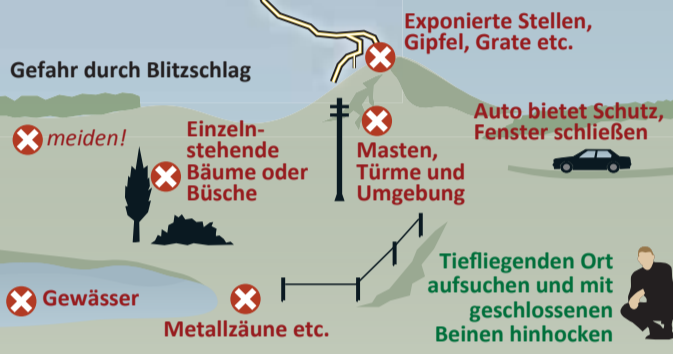 Exponierte Stellen,
Gipfel, Grate etc.
Gefahr durch Blitzschlag
meiden!
Einzeln-
stehende
Bäume oder
Büsche
Masten,
Türme und
Umgebung
Auto bietet Schutz,
Fenster schließen
Gewässer
Metallzäune etc.
Tiefliegenden Ort
aufsuchen und mit
geschlossenen
Beinen hinhocken